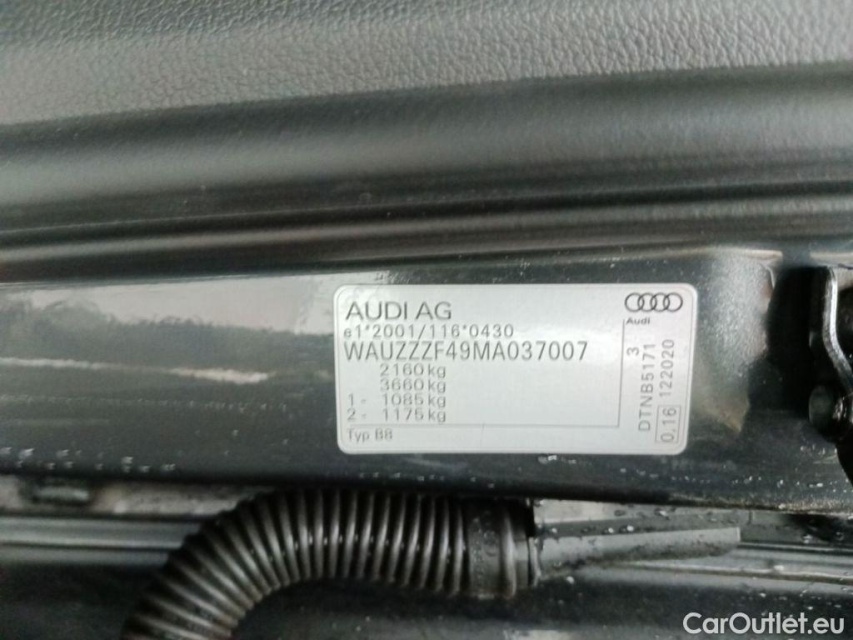 AUDI AG
e1*2001/116*0430
WAUZZZF49MA037007
2160kg
3660kg
1- 1085kg
2- 1175kg
Typ B8
Audi
3
DTNB5171
0,16 122020
CarOutlet.eu